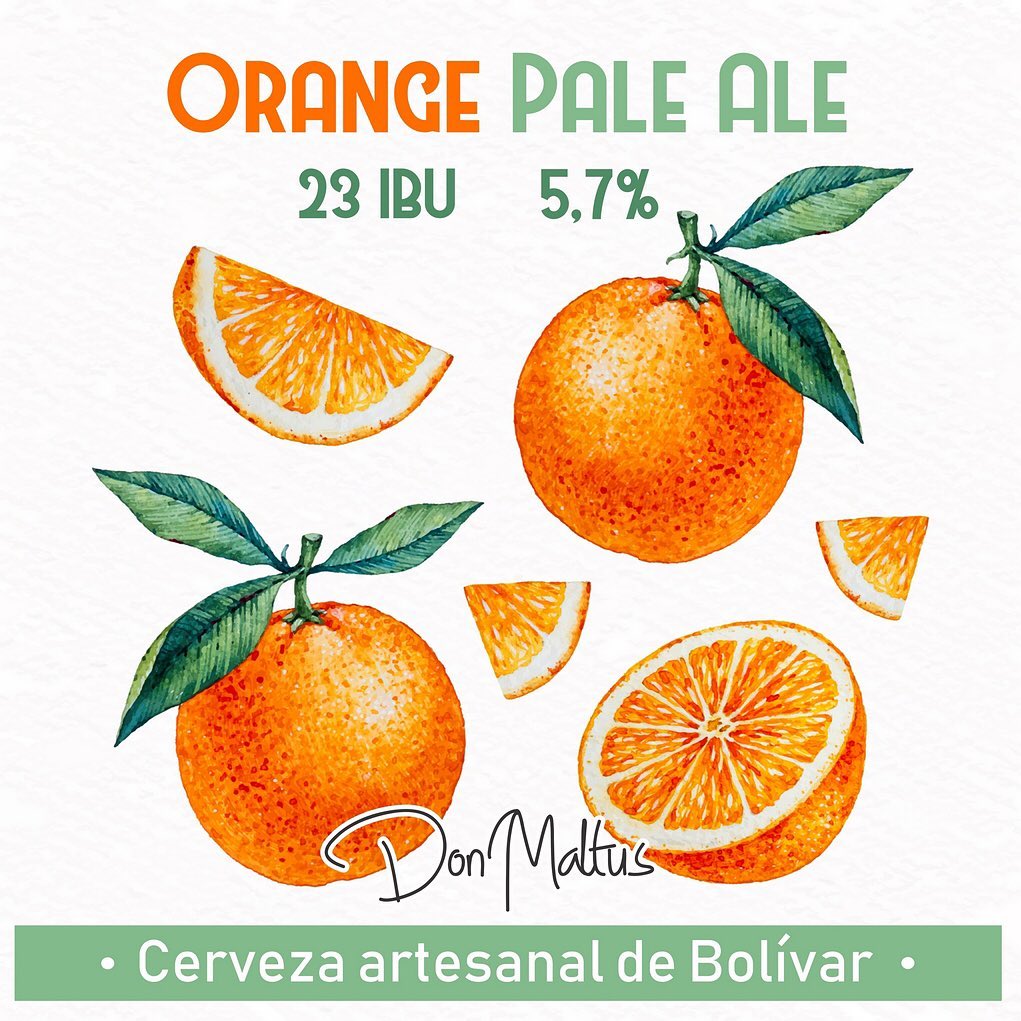 ORANGE PALE ALE
23 IBU 5,7%
Don Maltus
• Cerveza artesanal de Bolívar •